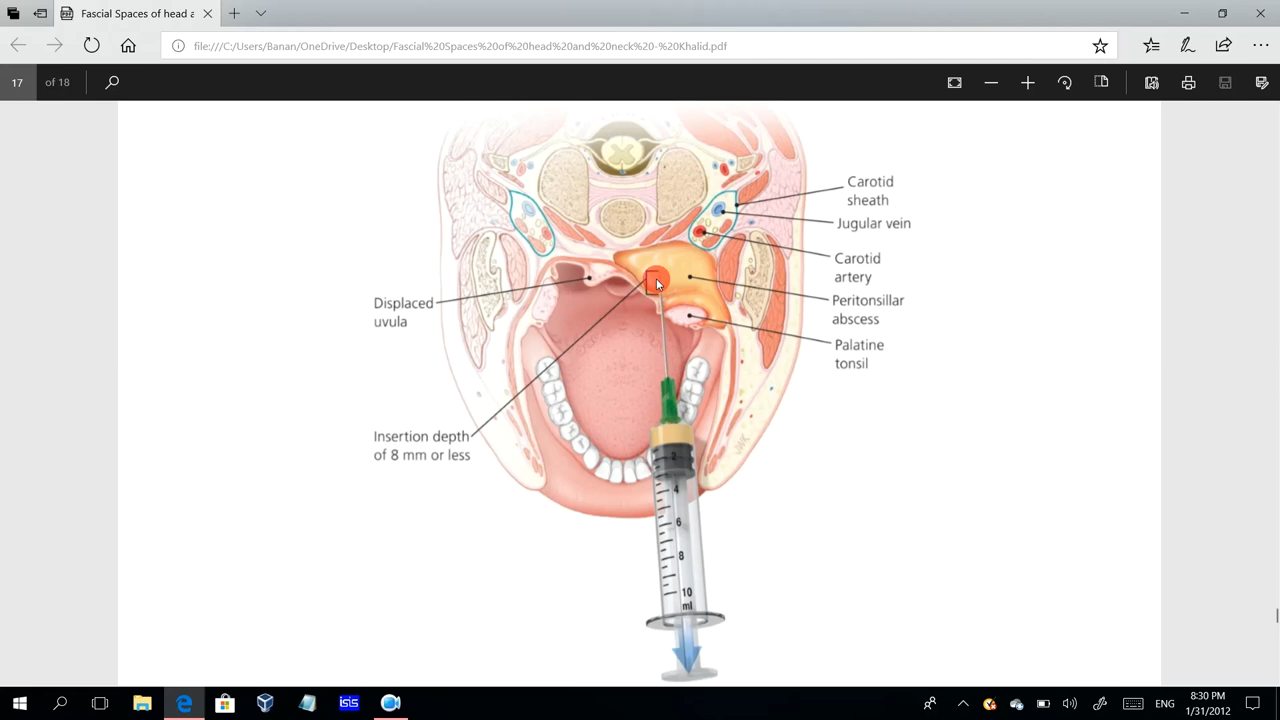 Fascial Spaces of head a
file:///C:/Users/Banan/OneDrive/Desktop/Fascial%20Spaces%20of%20head%20and%20neck%20-%20Khalid.pdf
17 of 18
Carotid
sheath
Jugular vein
Carotid
artery
Displaced
uvula
Peritonsillar
abscess
Palatine
tonsil
Insertion depth
of 8 mm or less
2
4
6
8
10
ml
JWK
isis
ENG
8:30 PM
1/31/2012